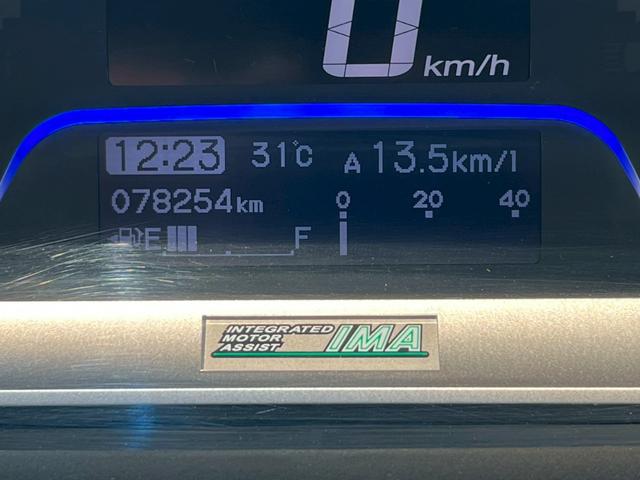 0 km/h
12:23 31°C A 13.5km/l
078254km 0 20 40
E F
INTEGRATED
MOTOR
ASSIST IMA